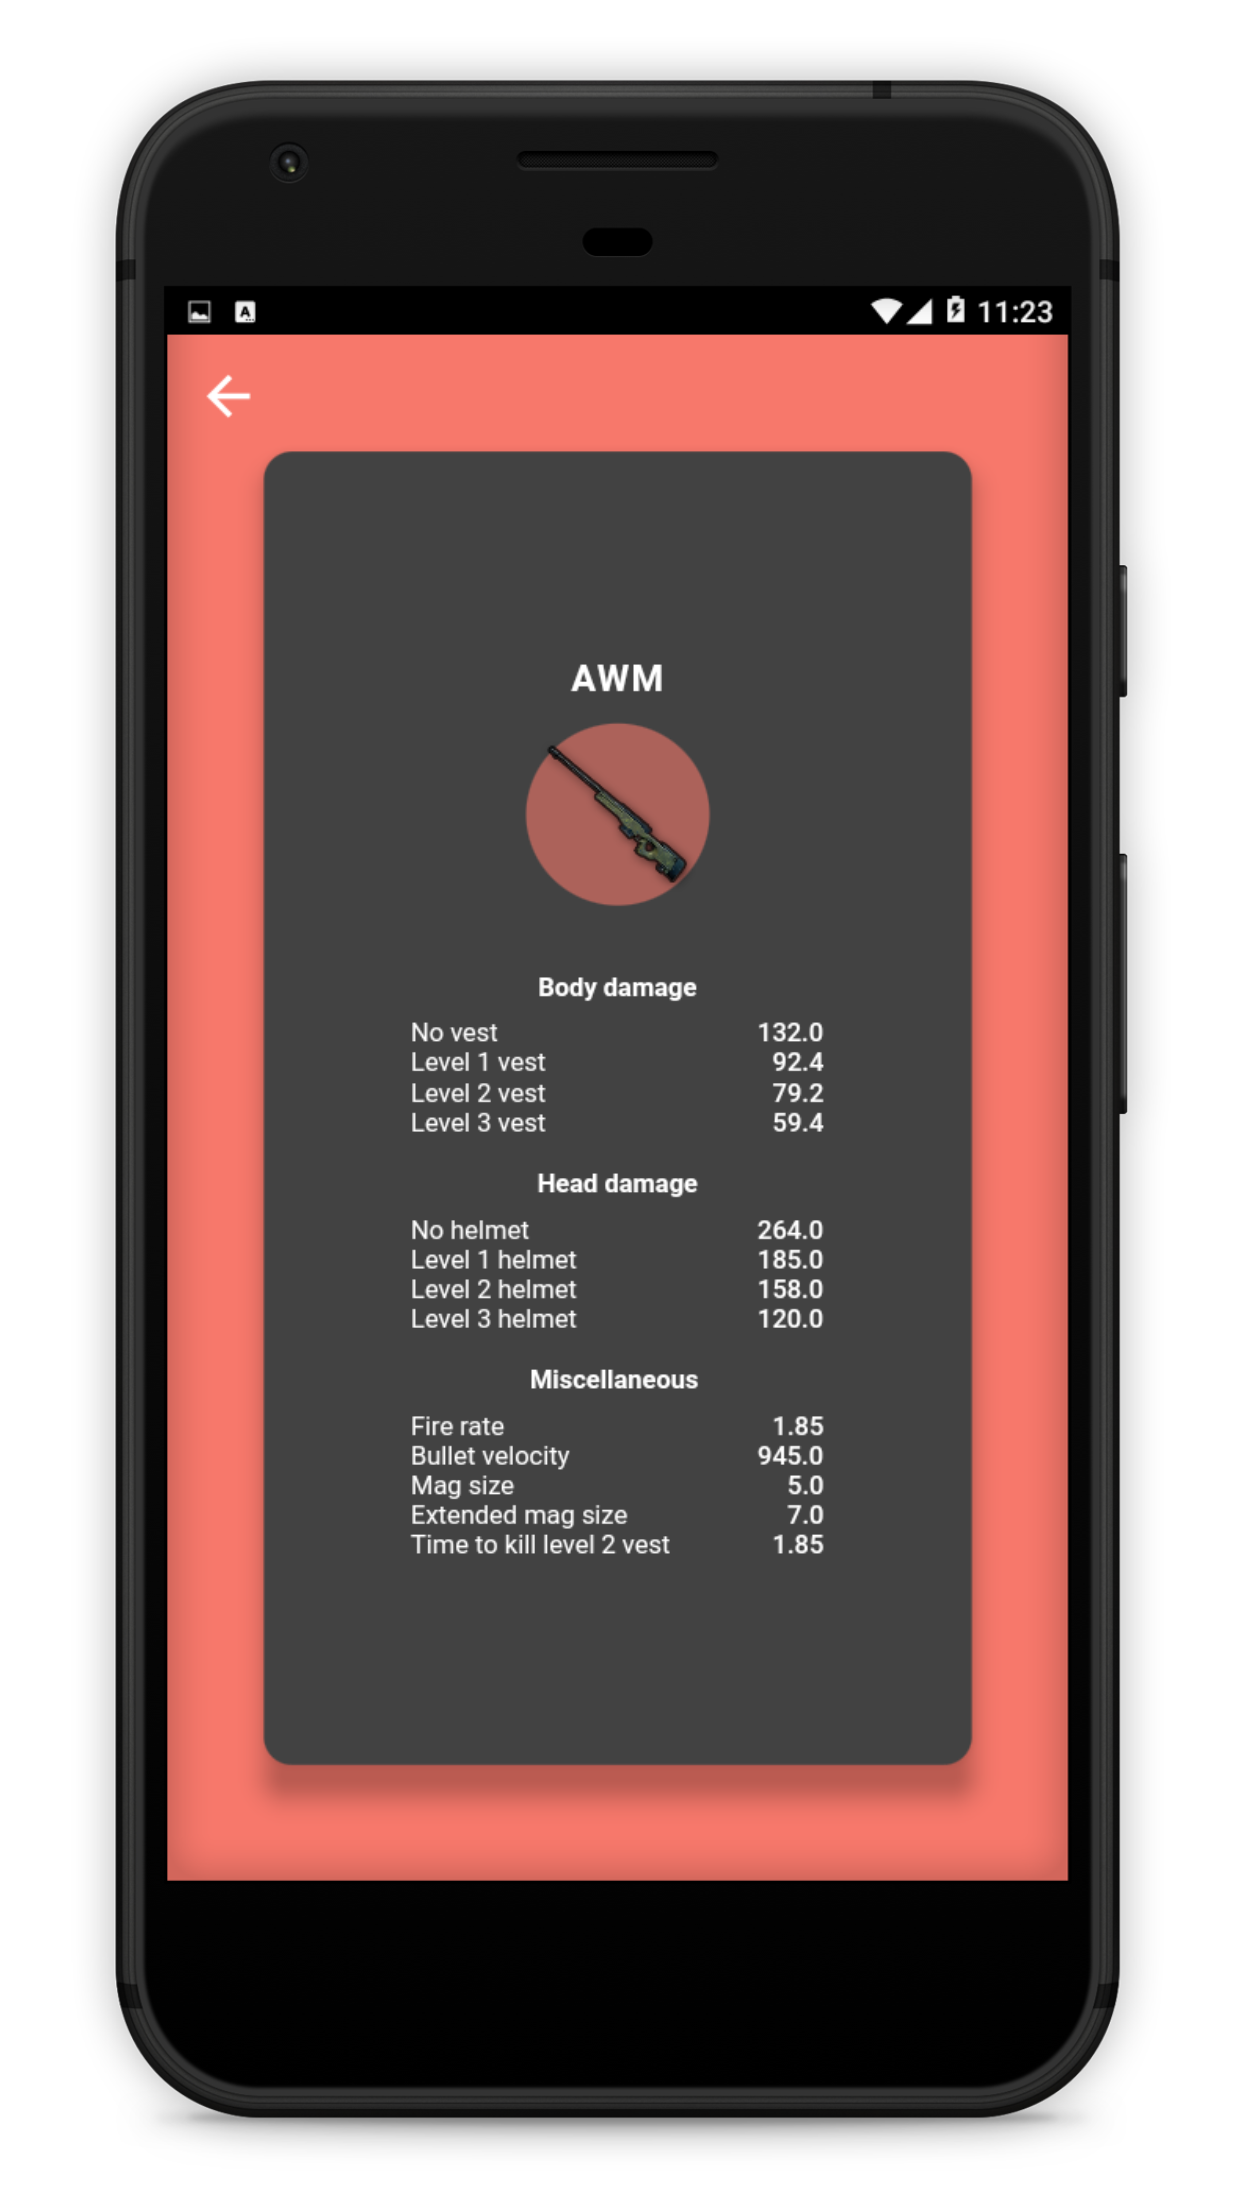 11:23
AWM
Body damage
No vest 132.0
Level 1 vest 92.4
Level 2 vest 79.2
Level 3 vest 59.4
Head damage
No helmet 264.0
Level 1 helmet 185.0
Level 2 helmet 158.0
Level 3 helmet 120.0
Miscellaneous
Fire rate 1.85
Bullet velocity 945.0
Mag size 5.0
Extended mag size 7.0
Time to kill level 2 vest 1.85